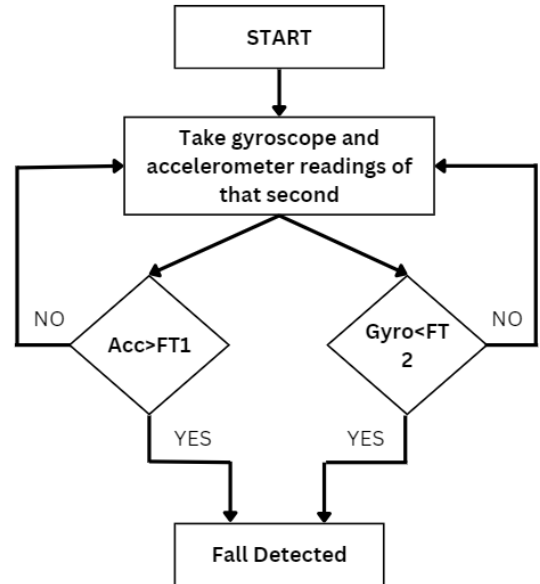 START
Take gyroscope and
accelerometer readings of
that second
NO
Acc>FT1
Gyro<FT
2
NO
YES
YES
Fall Detected